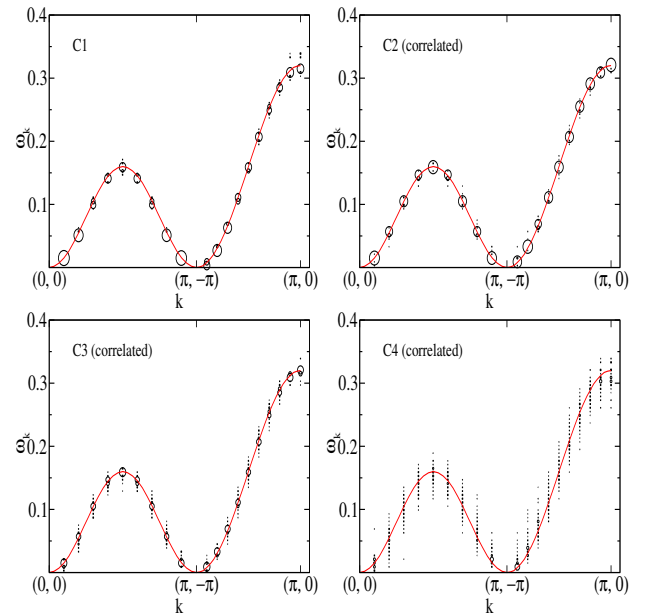 0.4
C1
0.3
ω_k
0.2
0.1
(0, 0)
(π, −π)
(π, 0)
k
0.4
C2 (correlated)
0.3
ω_k
0.2
0.1
(0, 0)
(π, −π)
(π, 0)
k
0.4
C3 (correlated)
0.3
ω_k
0.2
0.1
(0, 0)
(π, −π)
(π, 0)
k
0.4
C4 (correlated)
0.3
ω_k
0.2
0.1
(0, 0)
(π, −π)
(π, 0)
k